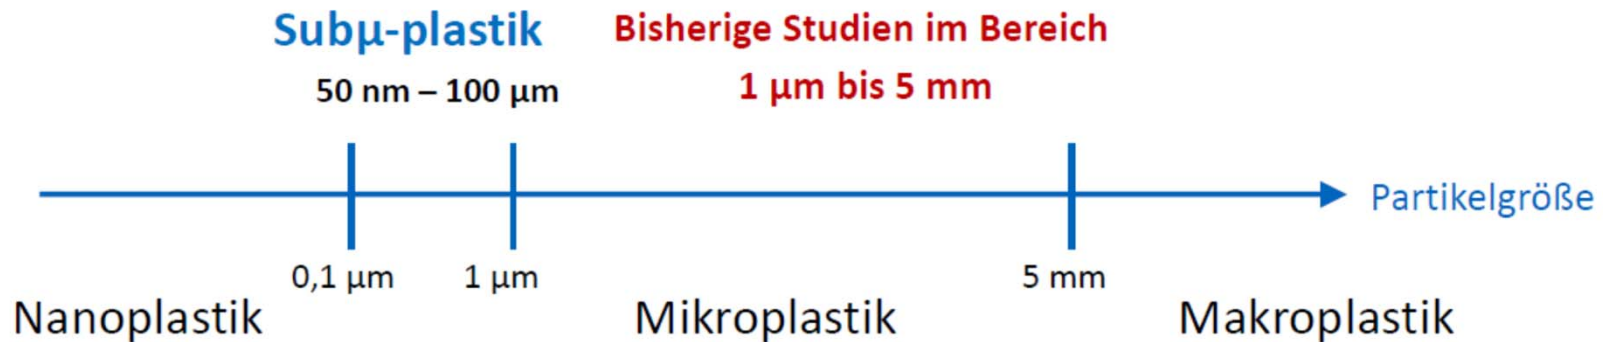 Subµ-plastik
50 nm – 100 µm
Bisherige Studien im Bereich
1 µm bis 5 mm
Partikelgröße
0,1 µm
1 µm
5 mm
Nanoplastik
Mikroplastik
Makroplastik